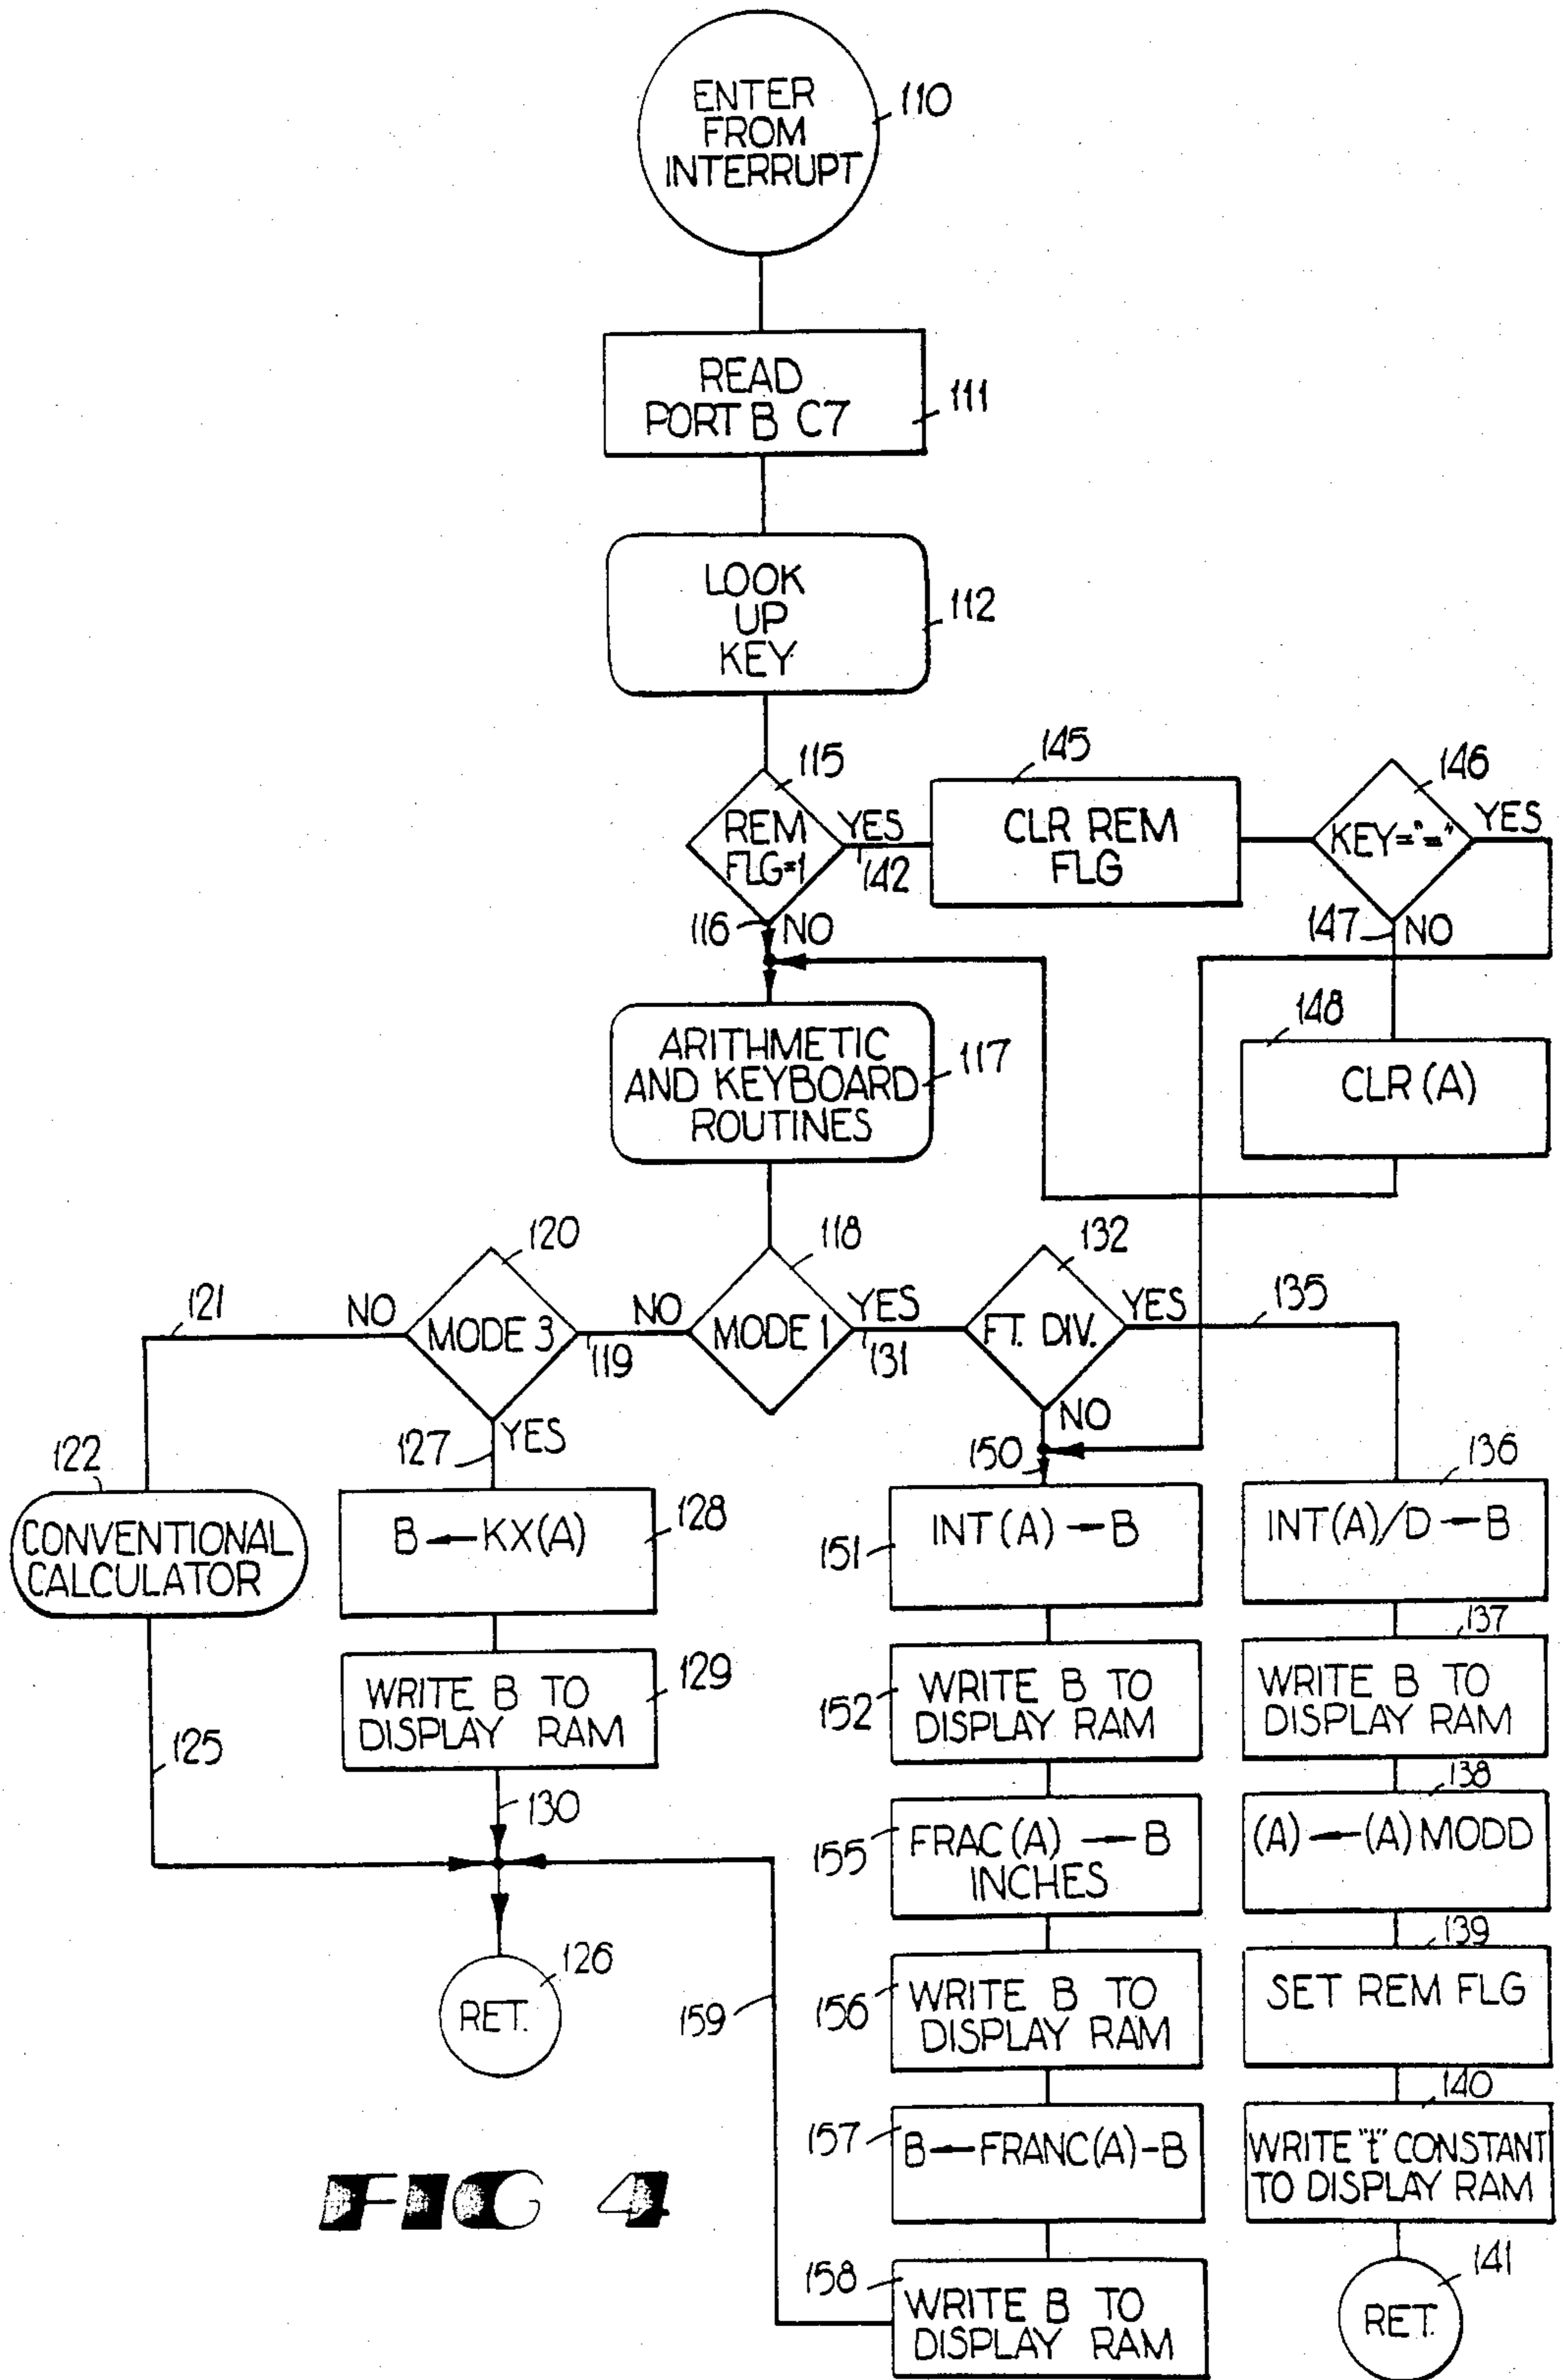 ENTER
FROM
INTERRUPT
110
READ
PORT B C7
111
LOOK
UP
KEY
112
115
REM
FLG=1
YES
142
145
CLR REM
FLG
146
KEY="="
YES
116
NO
147
NO
148
CLR (A)
ARITHMETIC
AND KEYBOARD
ROUTINES
117
118
MODE 1
NO
119
YES
131
120
MODE 3
NO
121
YES
127
132
FT. DIV.
YES
135
NO
150
122
CONVENTIONAL
CALCULATOR
125
B ← KX(A)
128
WRITE B TO
DISPLAY RAM
129
130
126
RET.
INT (A) → B
151
WRITE B TO
DISPLAY RAM
152
FRAC (A) → B
INCHES
155
WRITE B TO
DISPLAY RAM
156
B ← FRANC(A)-B
157
WRITE B TO
DISPLAY RAM
158
159
136
INT(A)/D → B
137
WRITE B TO
DISPLAY RAM
138
(A) ← (A) MODD
139
SET REM FLG
140
WRITE "t" CONSTANT
TO DISPLAY RAM
141
RET.
FIG 4